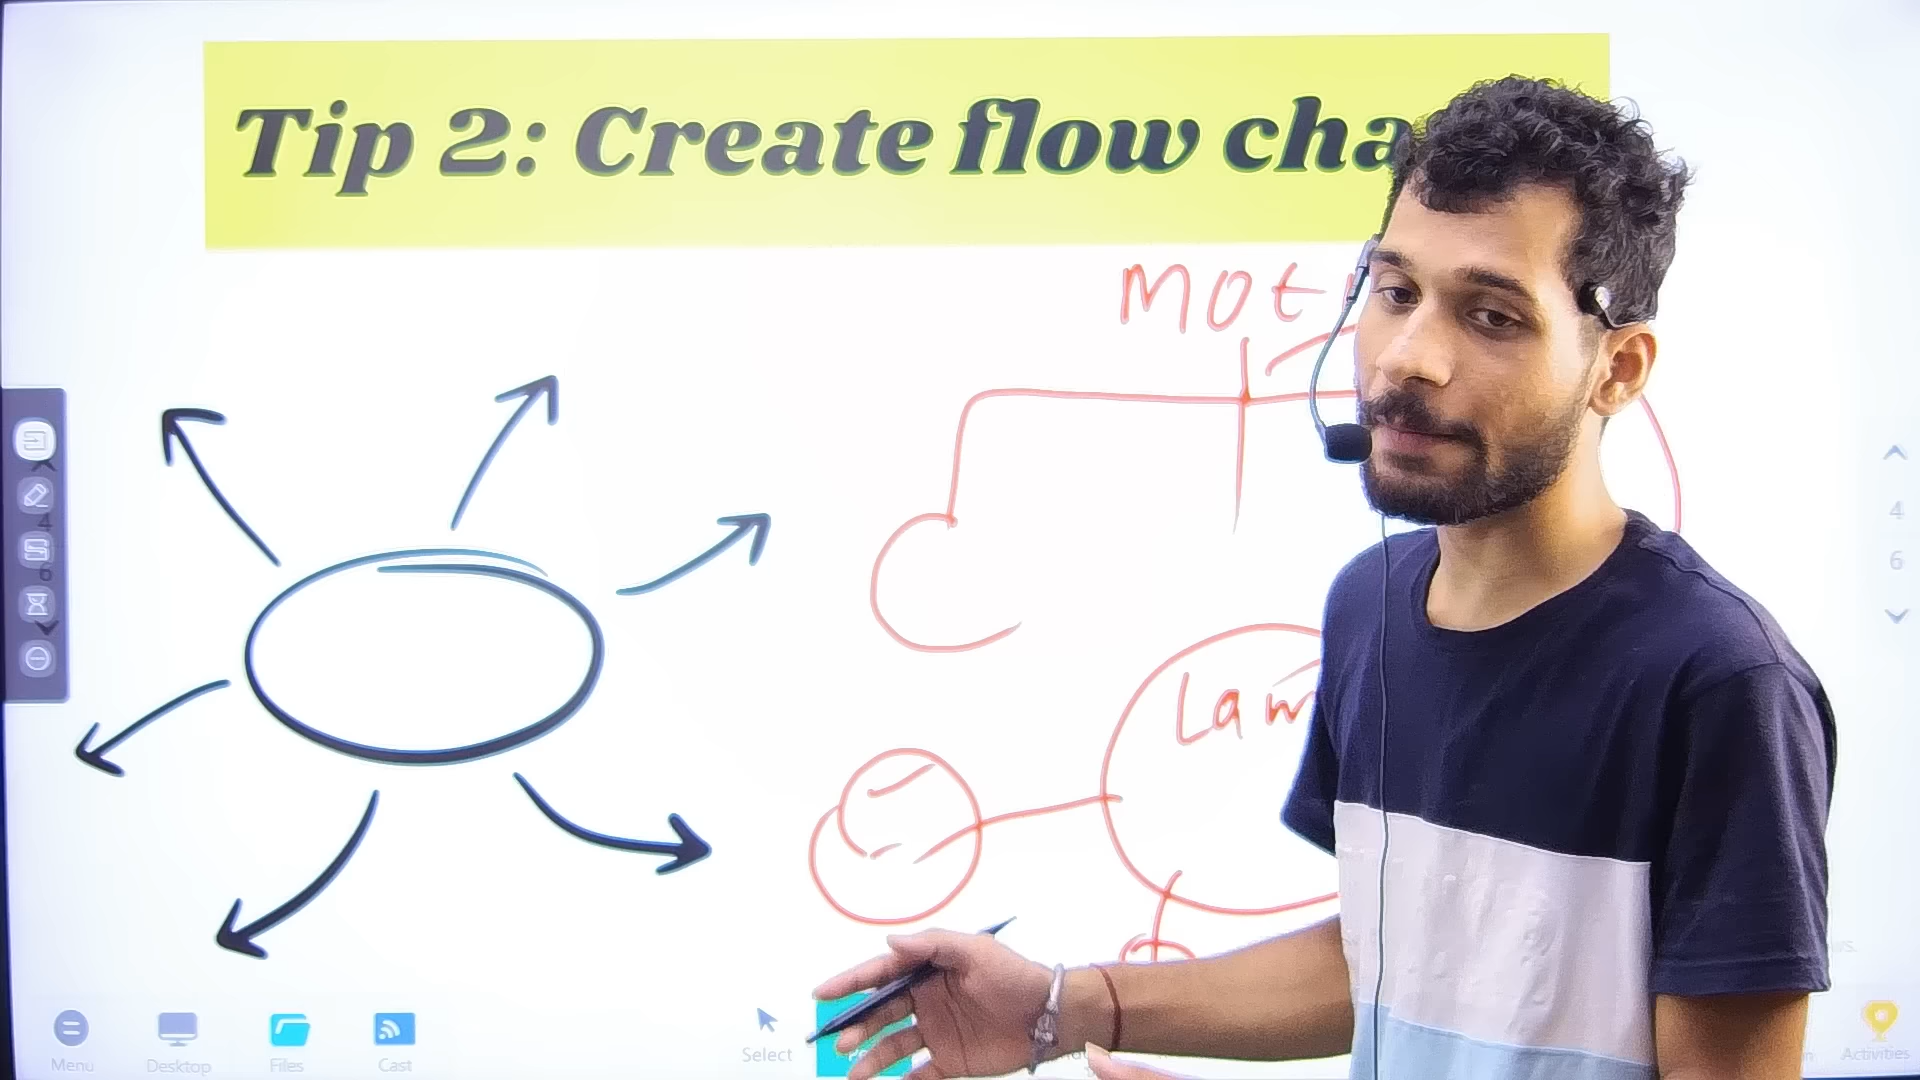 Tip 2: Create flow cha
Mot
Law
4
6
Menu
Desktop
Files
Cast
Select
Activities